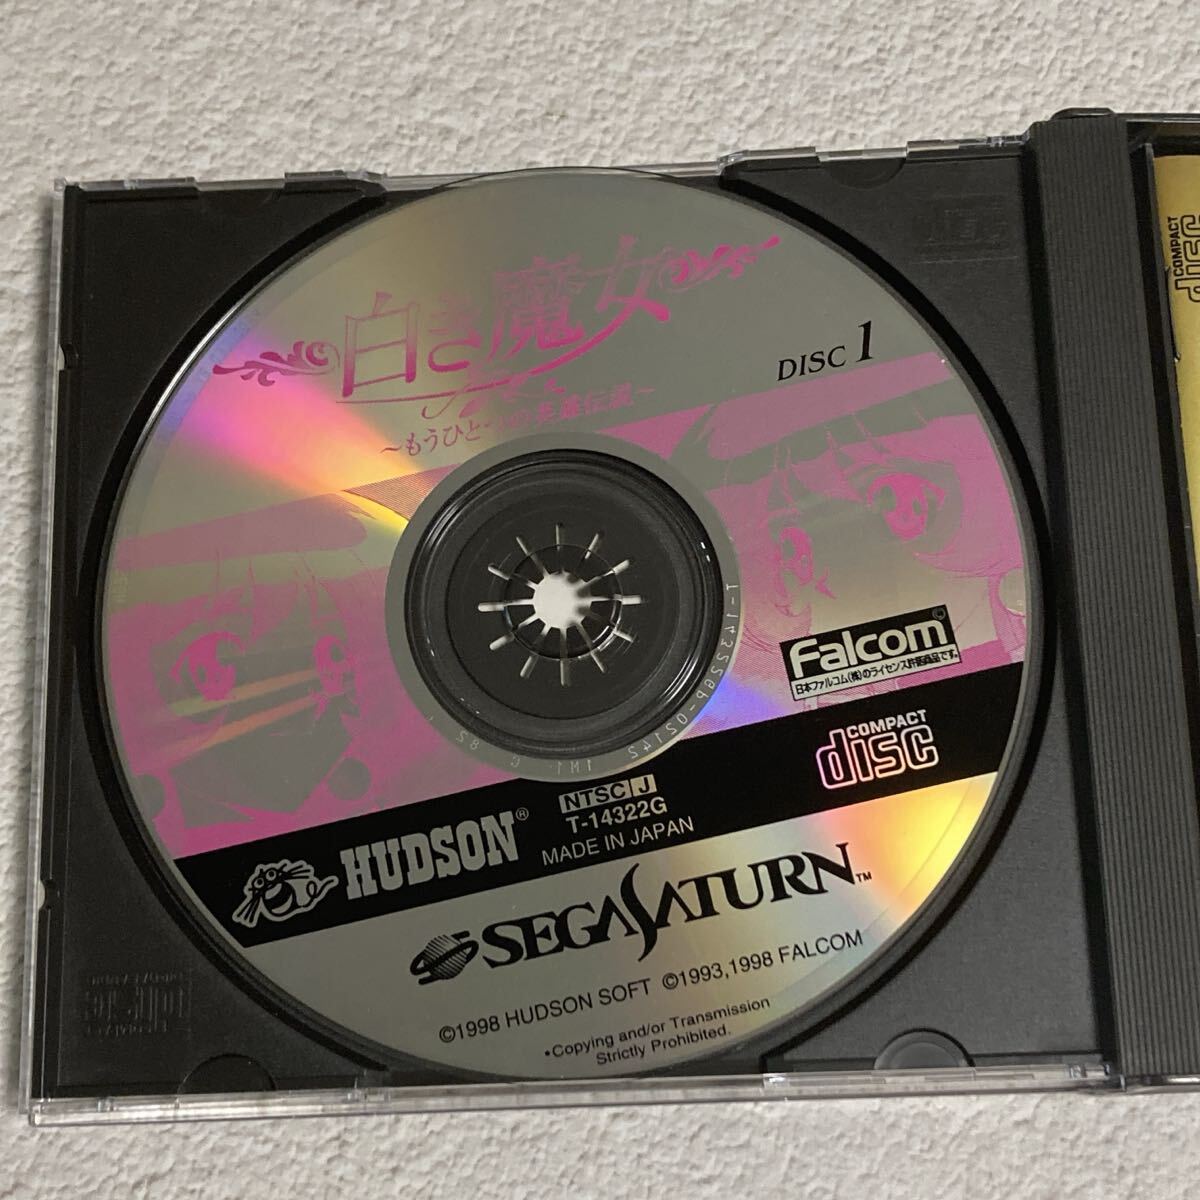 白き魔女
～もうひとつの英雄伝説～
DISC 1
Falcom©
日本ファルコム(株)のライセンス許諾商品です。
COMPACT
disc
HUDSON®
NTSC J
T-14322G
MADE IN JAPAN
SEGA SATURN™
©1998 HUDSON SOFT ©1993,1998 FALCOM
•Copying and/or Transmission
Strictly Prohibited.
COMPACT
disc